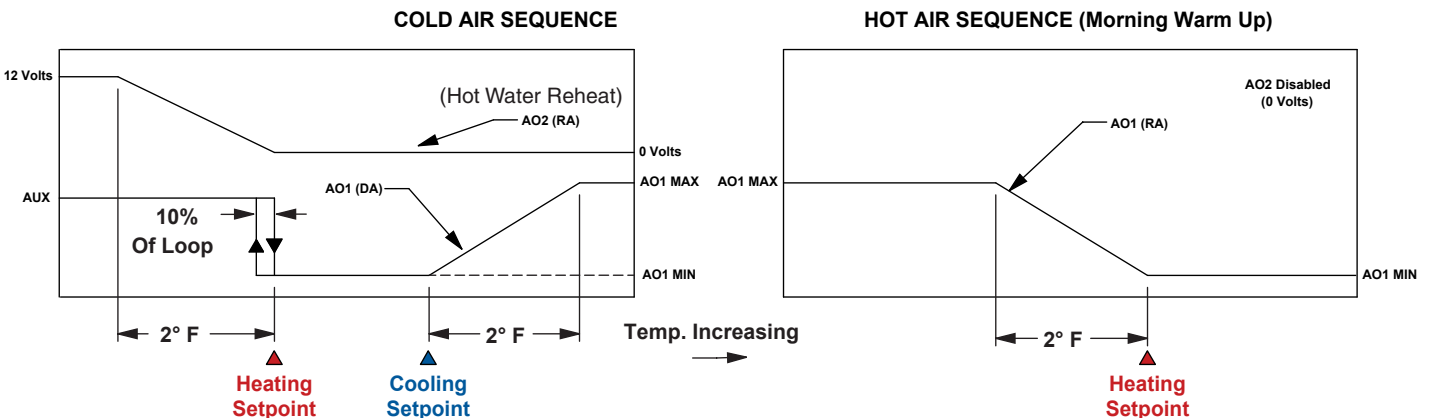 COLD AIR SEQUENCE
12 Volts
(Hot Water Reheat)
AO2 (RA)
0 Volts
AUX
AO1 (DA)
AO1 MAX
10%
Of Loop
AO1 MIN
2° F
2° F
Heating
Setpoint
Cooling
Setpoint
Temp. Increasing
HOT AIR SEQUENCE (Morning Warm Up)
AO2 Disabled
(0 Volts)
AO1 (RA)
AO1 MAX
AO1 MIN
2° F
Heating
Setpoint